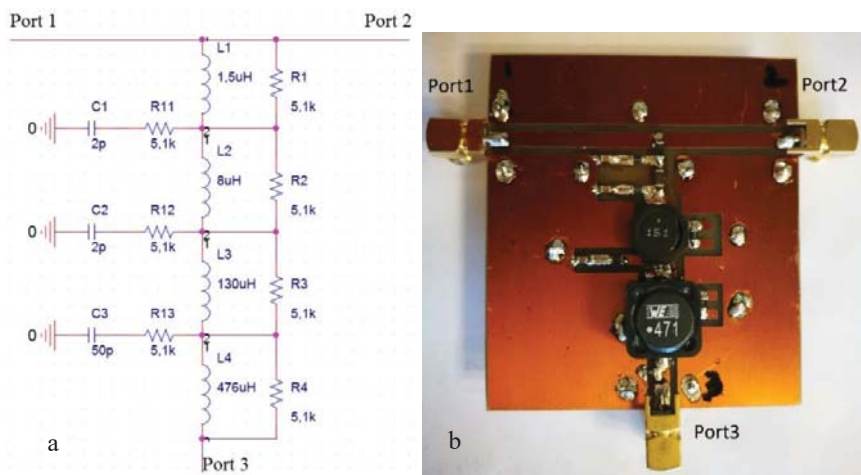 Port 1
Port 2
L1
1,5uH
R1
5,1k
C1
R11
0
2p
5,1k
L2
8uH
R2
5,1k
C2
R12
0
2p
5,1k
L3
130uH
R3
5,1k
C3
R13
0
50p
5,1k
L4
476uH
R4
5,1k
a
Port 3
Port1
Port2
151
WE
471
b
Port3